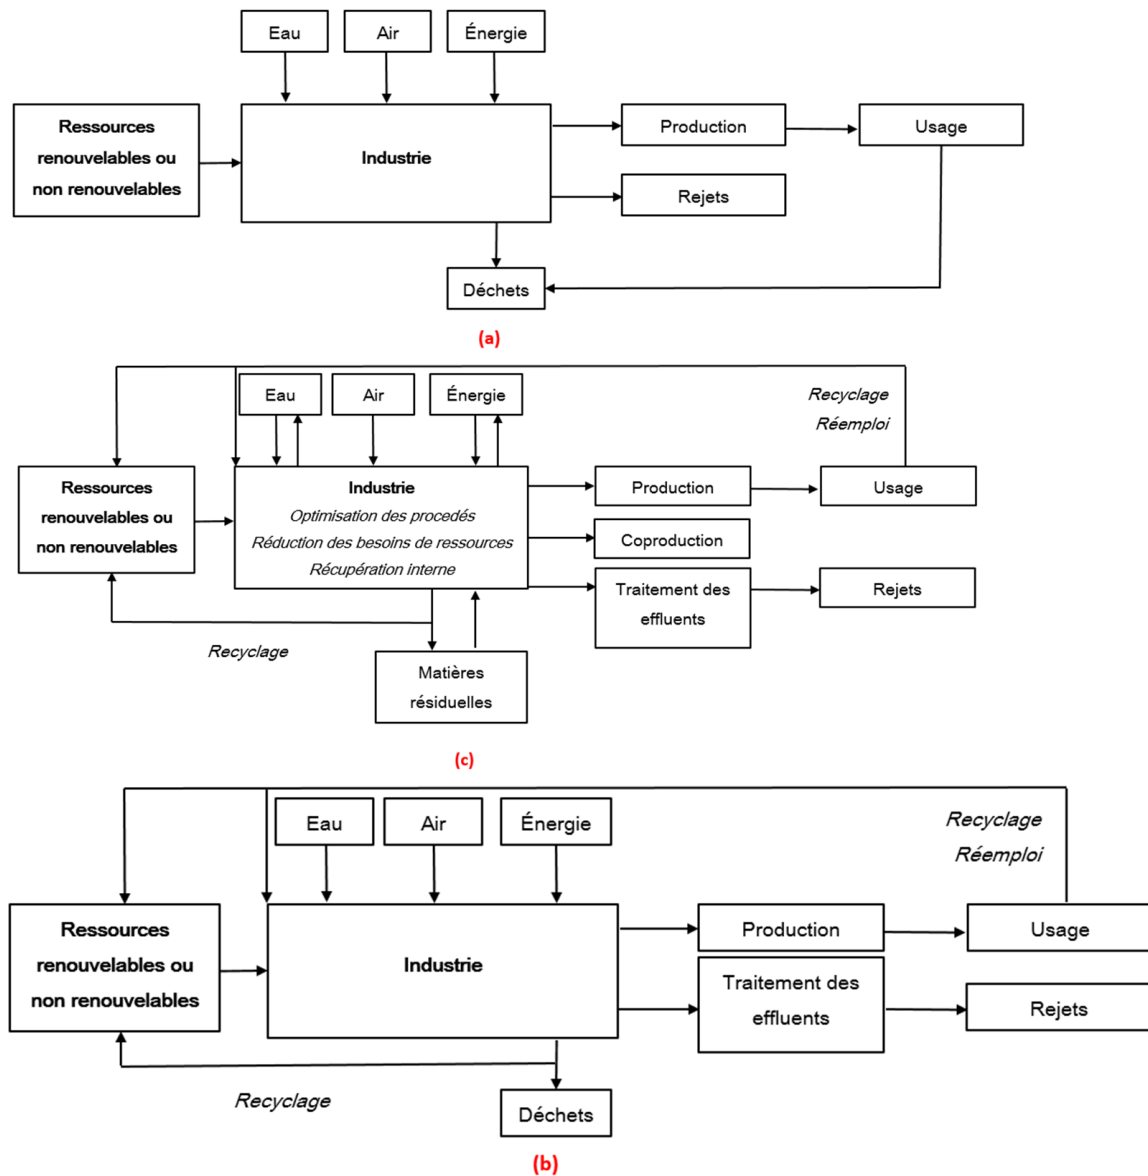 Eau
Air
Énergie
Ressources
renouvelables ou
non renouvelables
Industrie
Production
Usage
Rejets
Déchets
(a)
Recyclage
Réemploi
Eau
Air
Énergie
Ressources
renouvelables ou
non renouvelables
Industrie
Optimisation des procedés
Réduction des besoins de ressources
Récupération interne
Production
Usage
Coproduction
Traitement des
effluents
Rejets
Recyclage
Matières
résiduelles
(c)
Eau
Air
Énergie
Recyclage
Réemploi
Ressources
renouvelables ou
non renouvelables
Industrie
Production
Usage
Traitement des
effluents
Rejets
Recyclage
Déchets
(b)